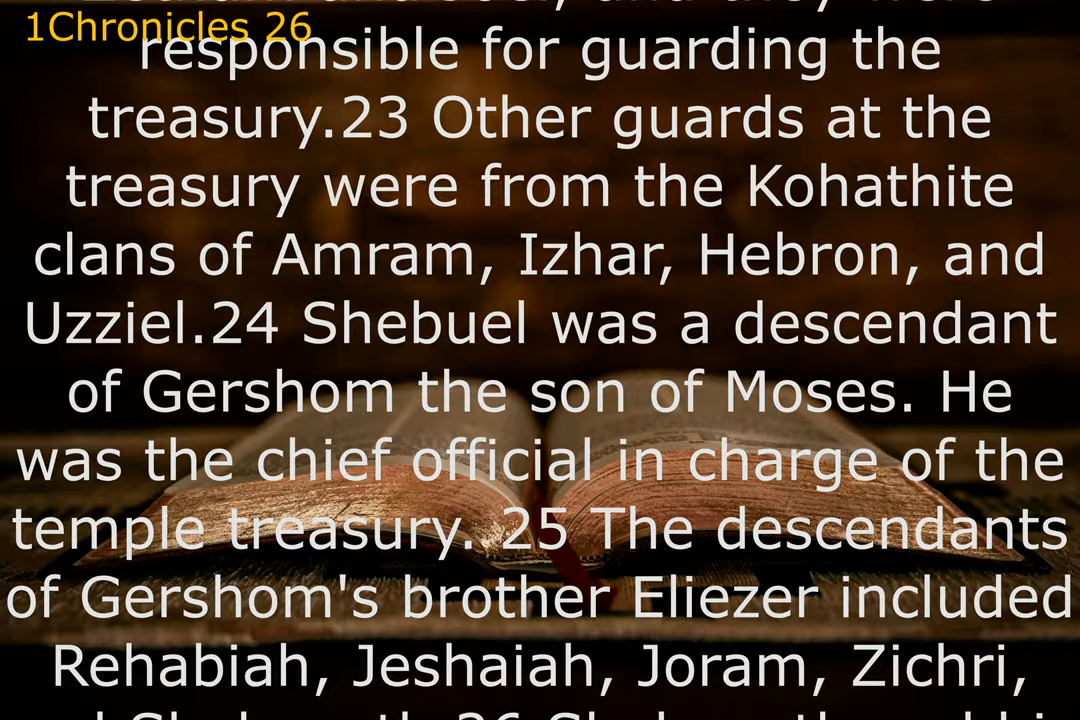 1Chronicles 26
responsible for guarding the
treasury.23 Other guards at the
treasury were from the Kohathite
clans of Amram, Izhar, Hebron, and
Uzziel.24 Shebuel was a descendant
of Gershom the son of Moses. He
was the chief official in charge of the
temple treasury. 25 The descendants
of Gershom's brother Eliezer included
Rehabiah, Jeshaiah, Joram, Zichri,